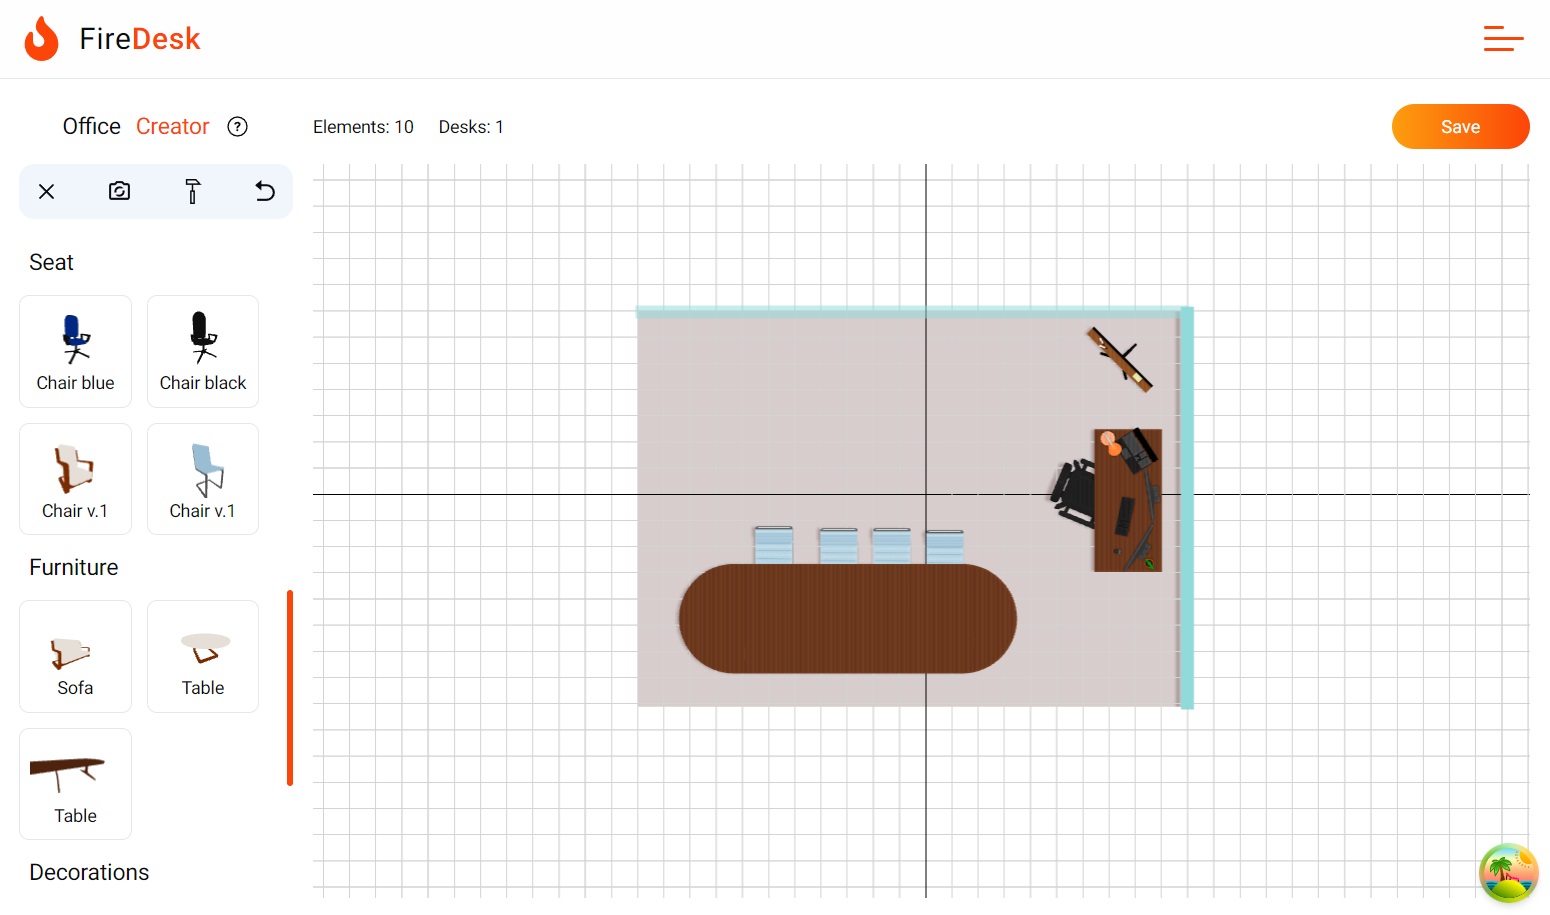 FireDesk
Office Creator ?
Elements: 10 Desks: 1
Save
Seat
Chair blue
Chair black
Chair v.1
Chair v.1
Furniture
Sofa
Table
Table
Decorations